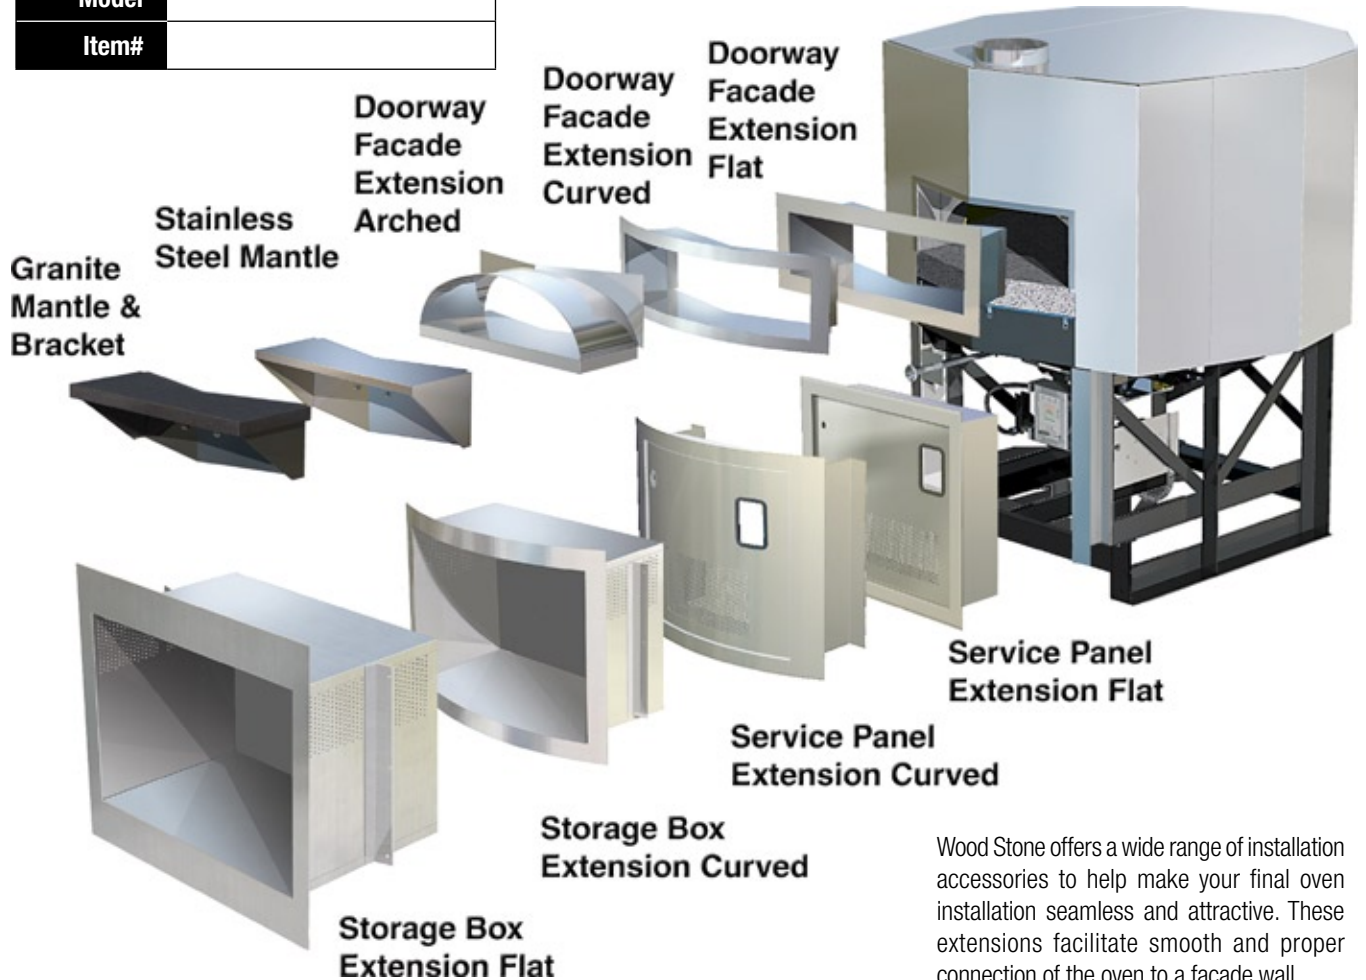 Model
Item#
Doorway
Facade
Extension
Flat
Doorway
Facade
Extension
Curved
Doorway
Facade
Extension
Arched
Stainless
Steel Mantle
Granite
Mantle &
Bracket
Service Panel
Extension Flat
Service Panel
Extension Curved
Storage Box
Extension Curved
Storage Box
Extension Flat
Wood Stone offers a wide range of installation
accessories to help make your final oven
installation seamless and attractive. These
extensions facilitate smooth and proper
connection of the oven to a facade wall.